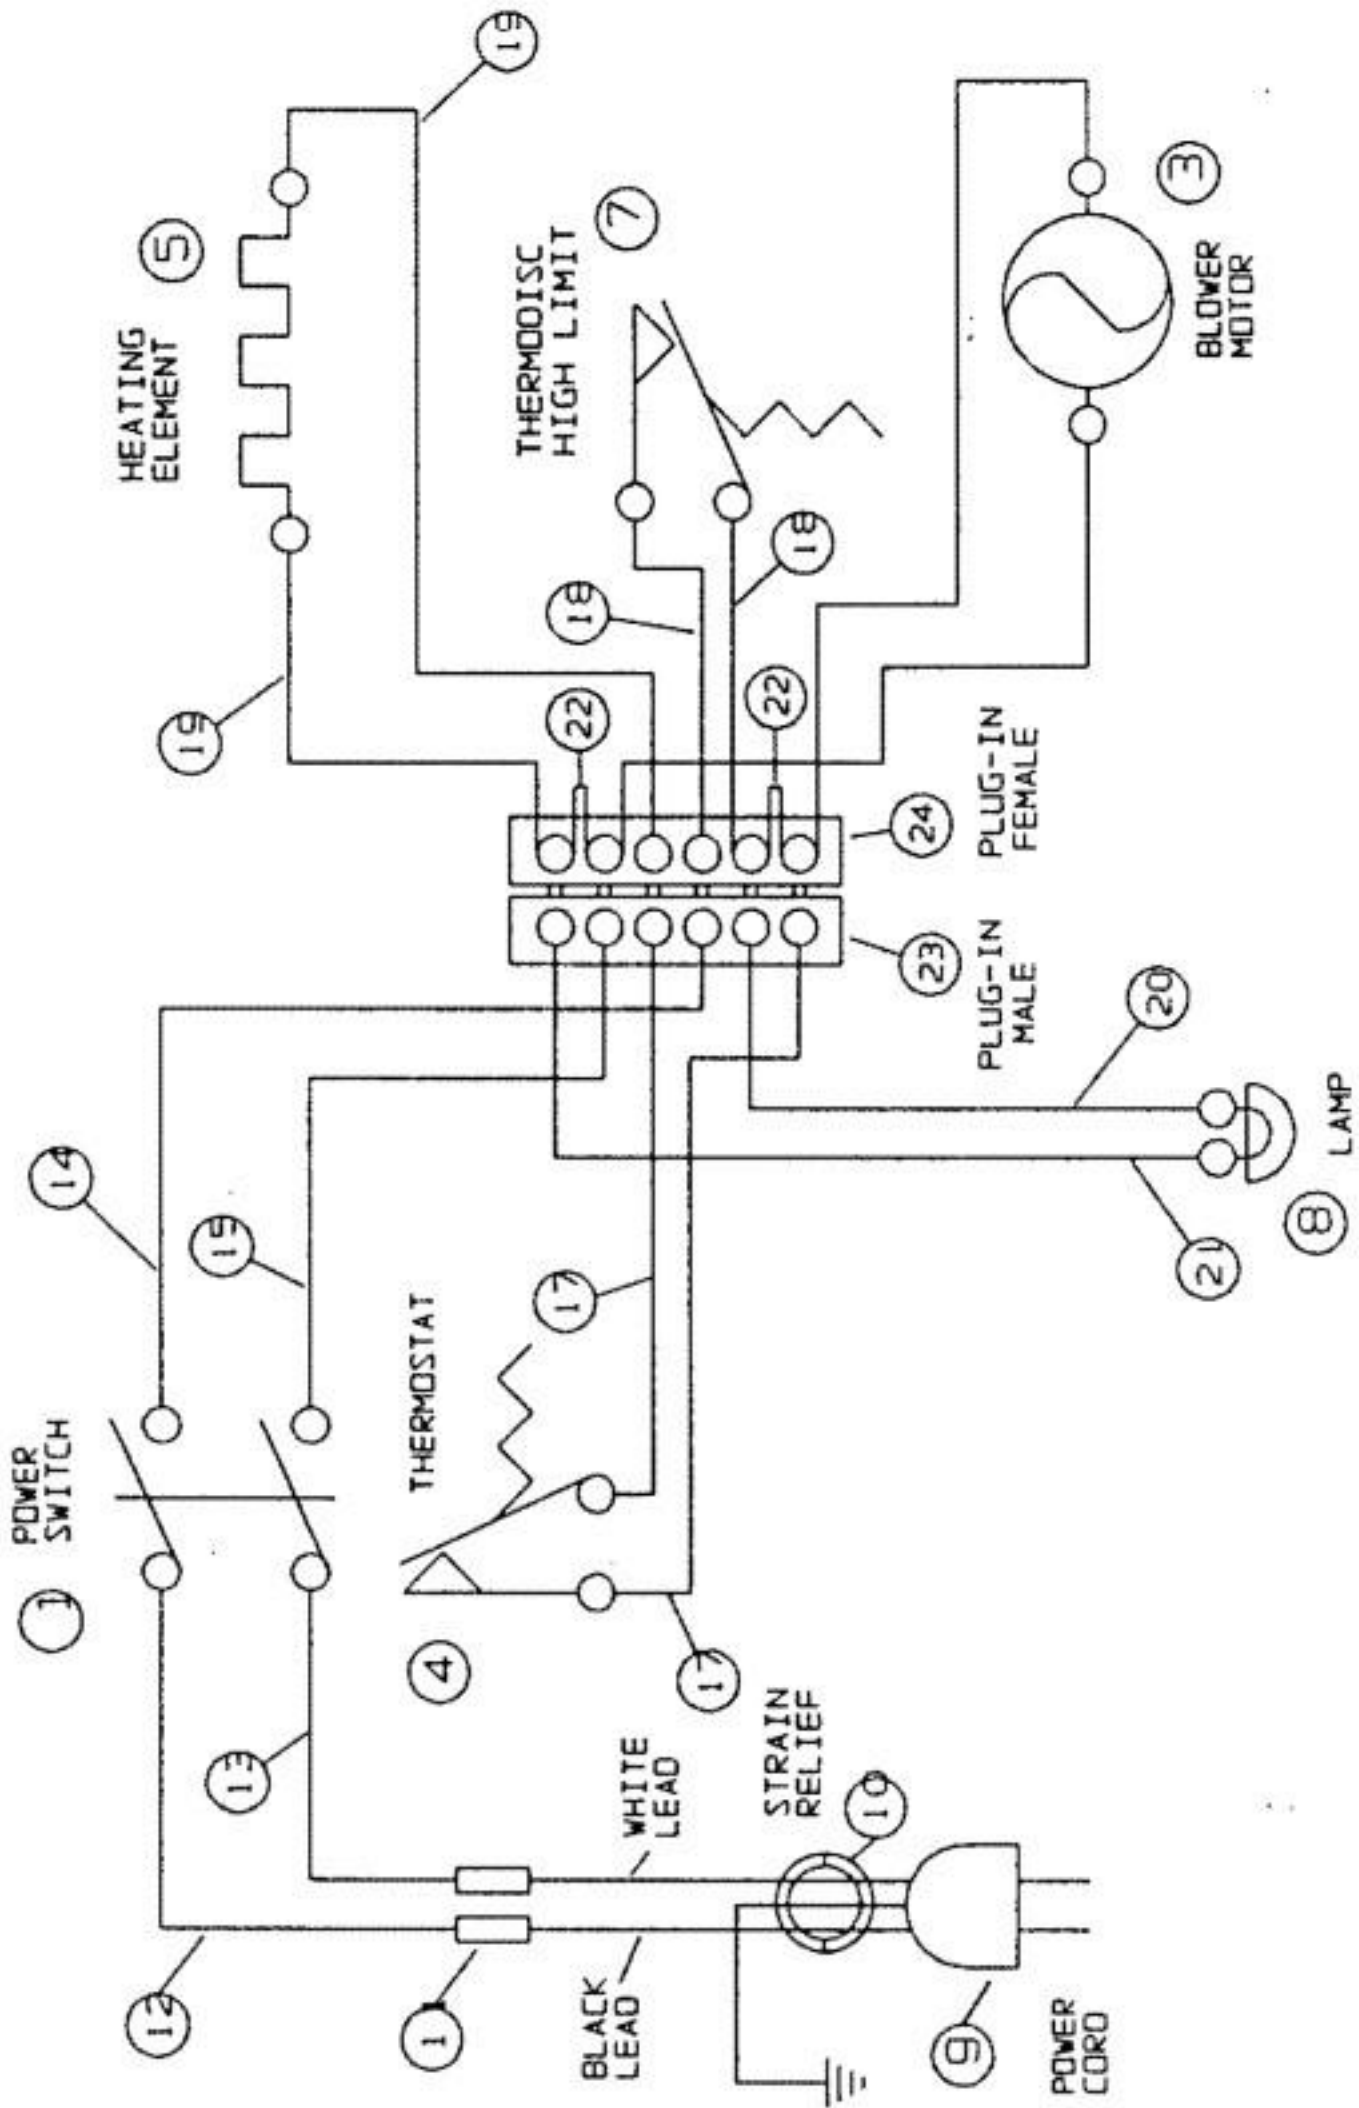 1
POWER
SWITCH
12
13
14
15
HEATING
ELEMENT
5
19
19
THERMOSTAT
4
17
17
22
18
18
22
THERMODISC
HIGH LIMIT
7
1
WHITE
LEAD
BLACK
LEAD
STRAIN
RELIEF
10
9
POWER
CORD
23
PLUG-IN
MALE
24
PLUG-IN
FEMALE
20
21
8
LAMP
BLOWER
MOTOR
3